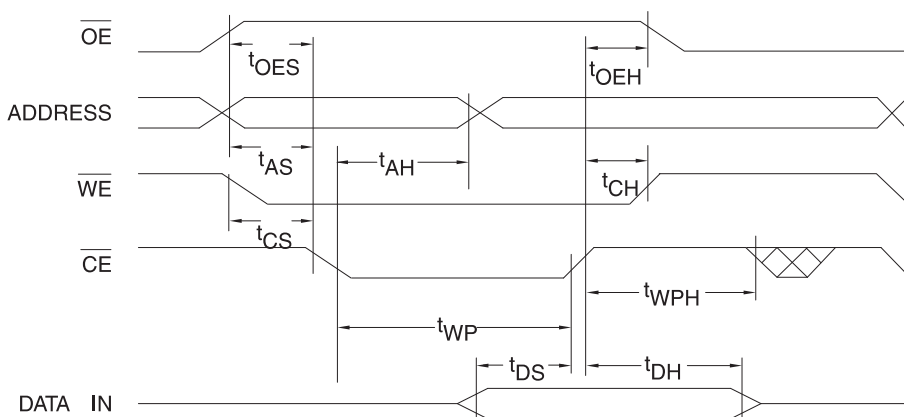 OE
tOES
tOEH
ADDRESS
tAS
tAH
WE
tCH
tCS
CE
tWPH
tWP
tDS
tDH
DATA IN